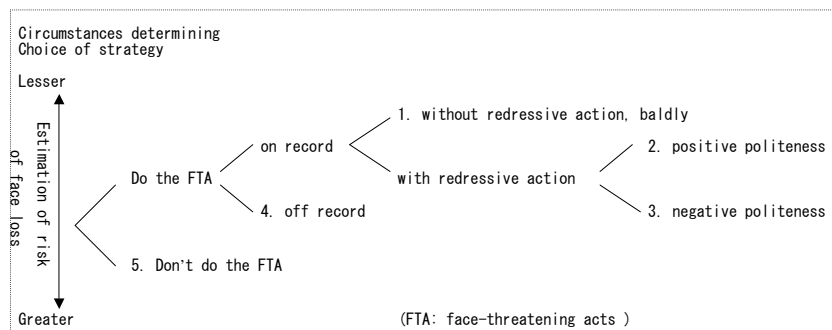 Circumstances determining
Choice of strategy
Lesser
Estimation of risk
of face loss
1. without redressive action, baldly
on record
2. positive politeness
Do the FTA
with redressive action
4. off record
3. negative politeness
5. Don't do the FTA
Greater
(FTA: face-threatening acts )